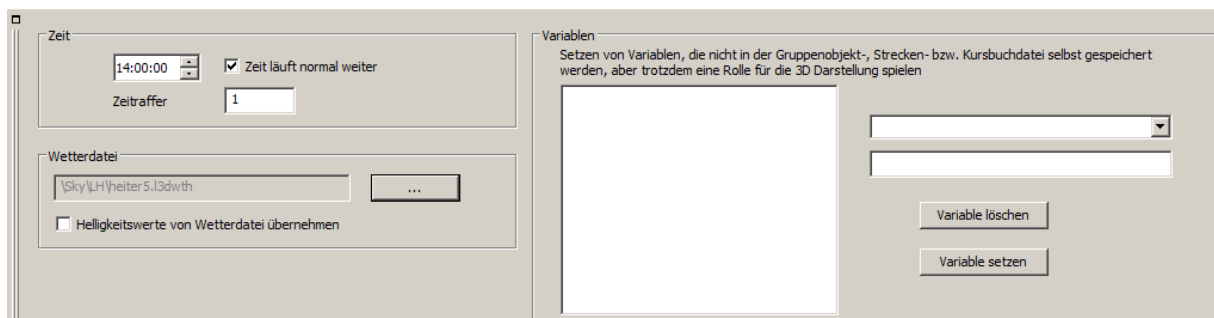 Zeit
14:00:00
Zeit läuft normal weiter
Zeitraffer
1
Wetterdatei
\Sky\LH\heiter5.l3dwth
...
Helligkeitswerte von Wetterdatei übernehmen
Variablen
Setzen von Variablen, die nicht in der Gruppenobjekt-, Strecken- bzw. Kursbuchdatei selbst gespeichert
werden, aber trotzdem eine Rolle für die 3D Darstellung spielen
Variable löschen
Variable setzen